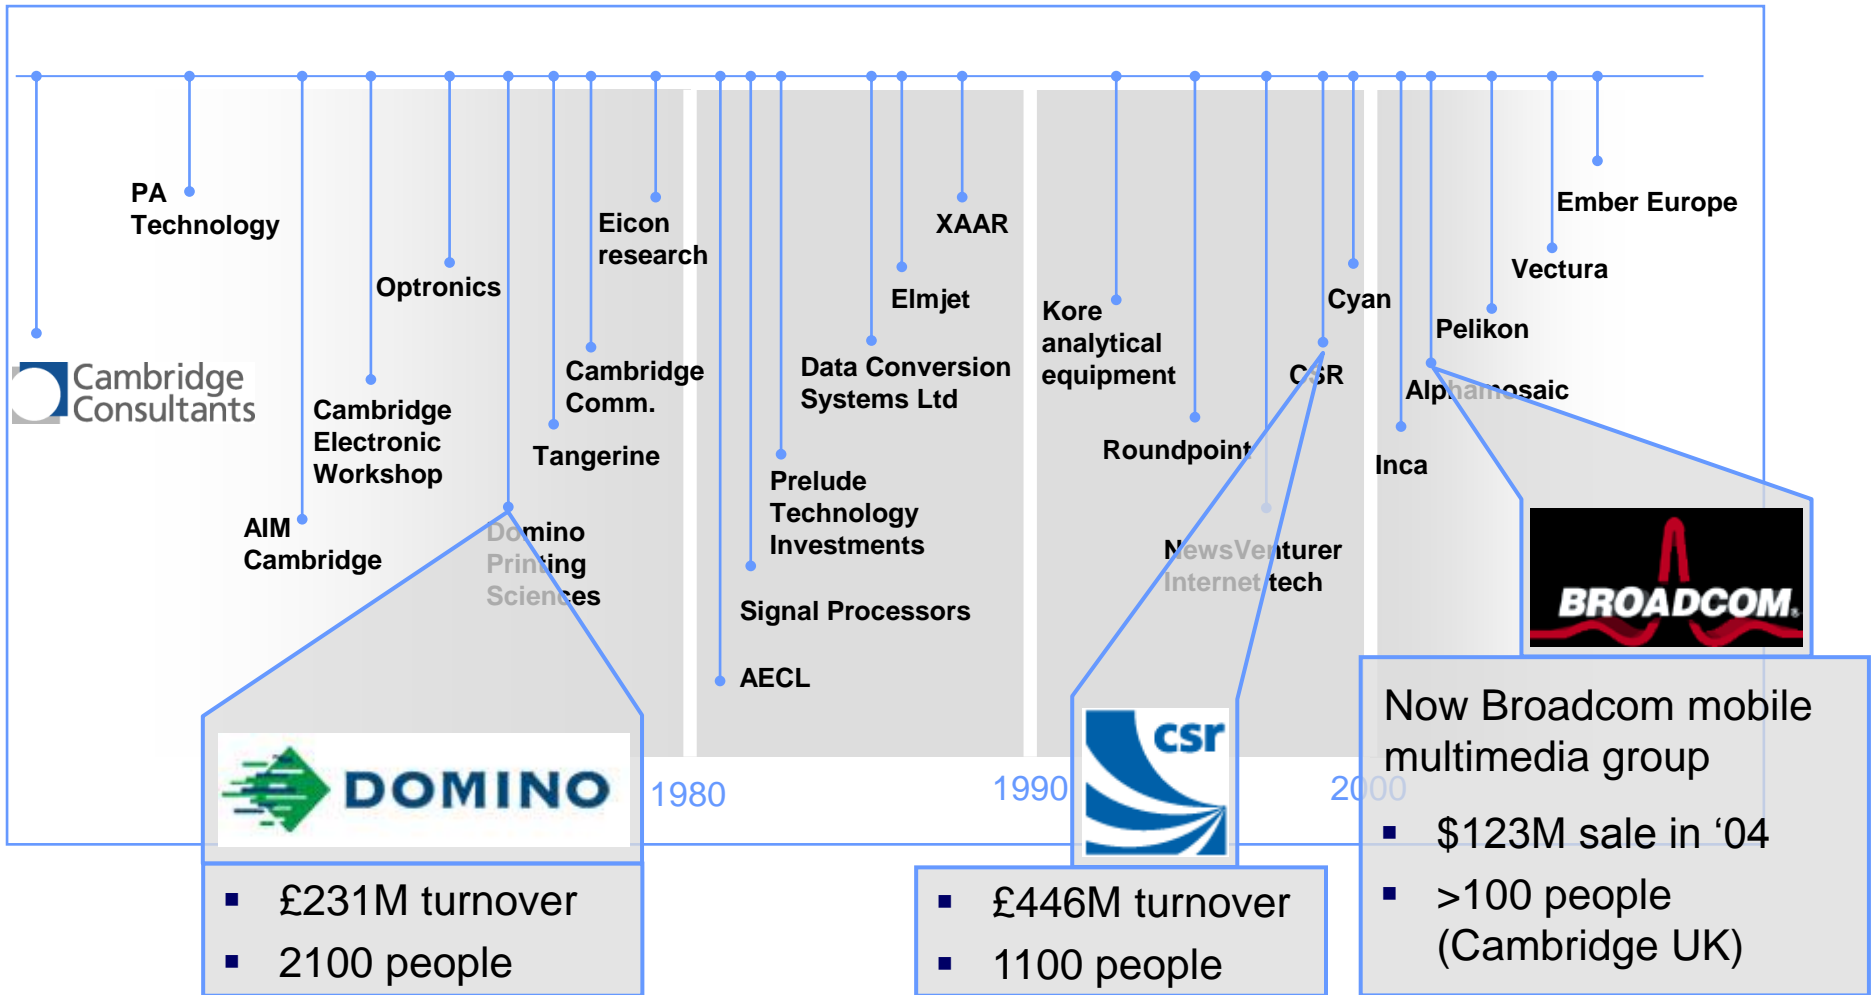 PA
Technology
Cambridge
Consultants
AIM
Cambridge
Cambridge
Electronic
Workshop
Optronics
Domino
Printing
Sciences
Tangerine
Cambridge
Comm.
Eicon
research
AECL
Signal Processors
Prelude
Technology
Investments
Data Conversion
Systems Ltd
Elmjet
XAAR
Kore
analytical
equipment
Roundpoint
NewsVenturer
Internet tech
CSR
Cyan
Inca
Alphamosaic
Pelikon
Vectura
Ember Europe
1980
1990
2000
DOMINO
▪ £231M turnover
▪ 2100 people
csr
▪ £446M turnover
▪ 1100 people
BROADCOM®
Now Broadcom mobile
multimedia group
▪ $123M sale in ‘04
▪ >100 people
(Cambridge UK)